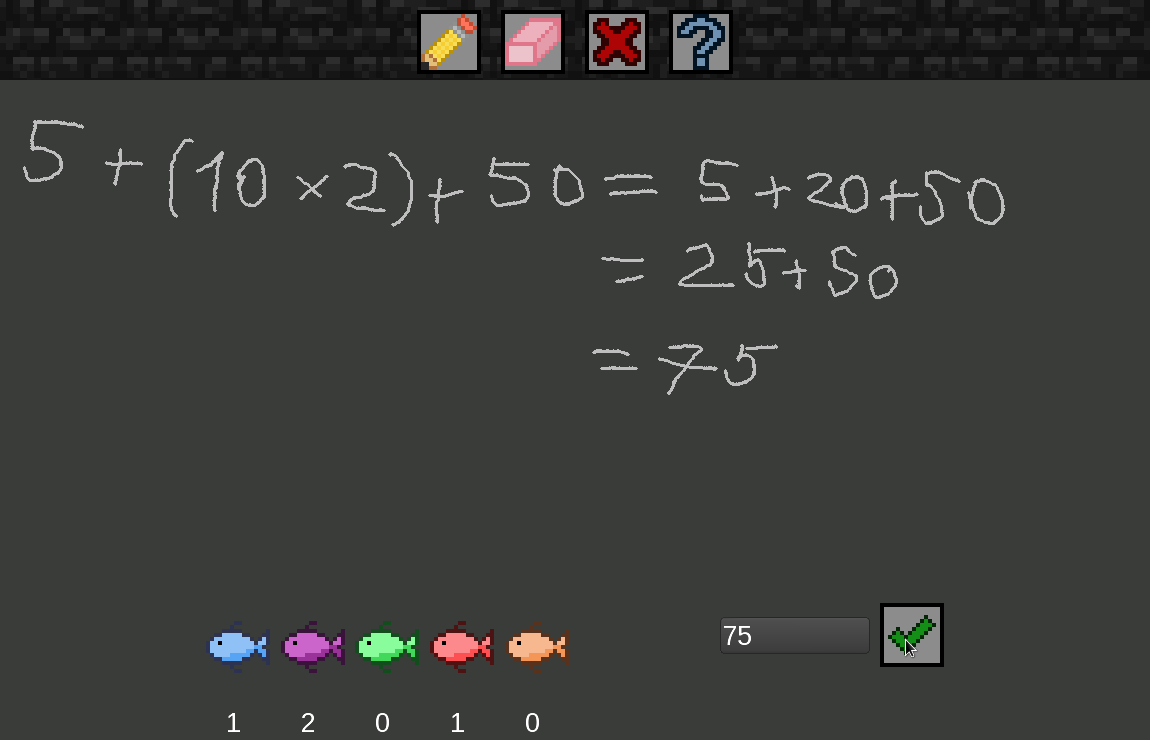 5 + (10 × 2) + 50 = 5 + 20 + 50
= 25 + 50
= 75
75
1 2 0 1 0